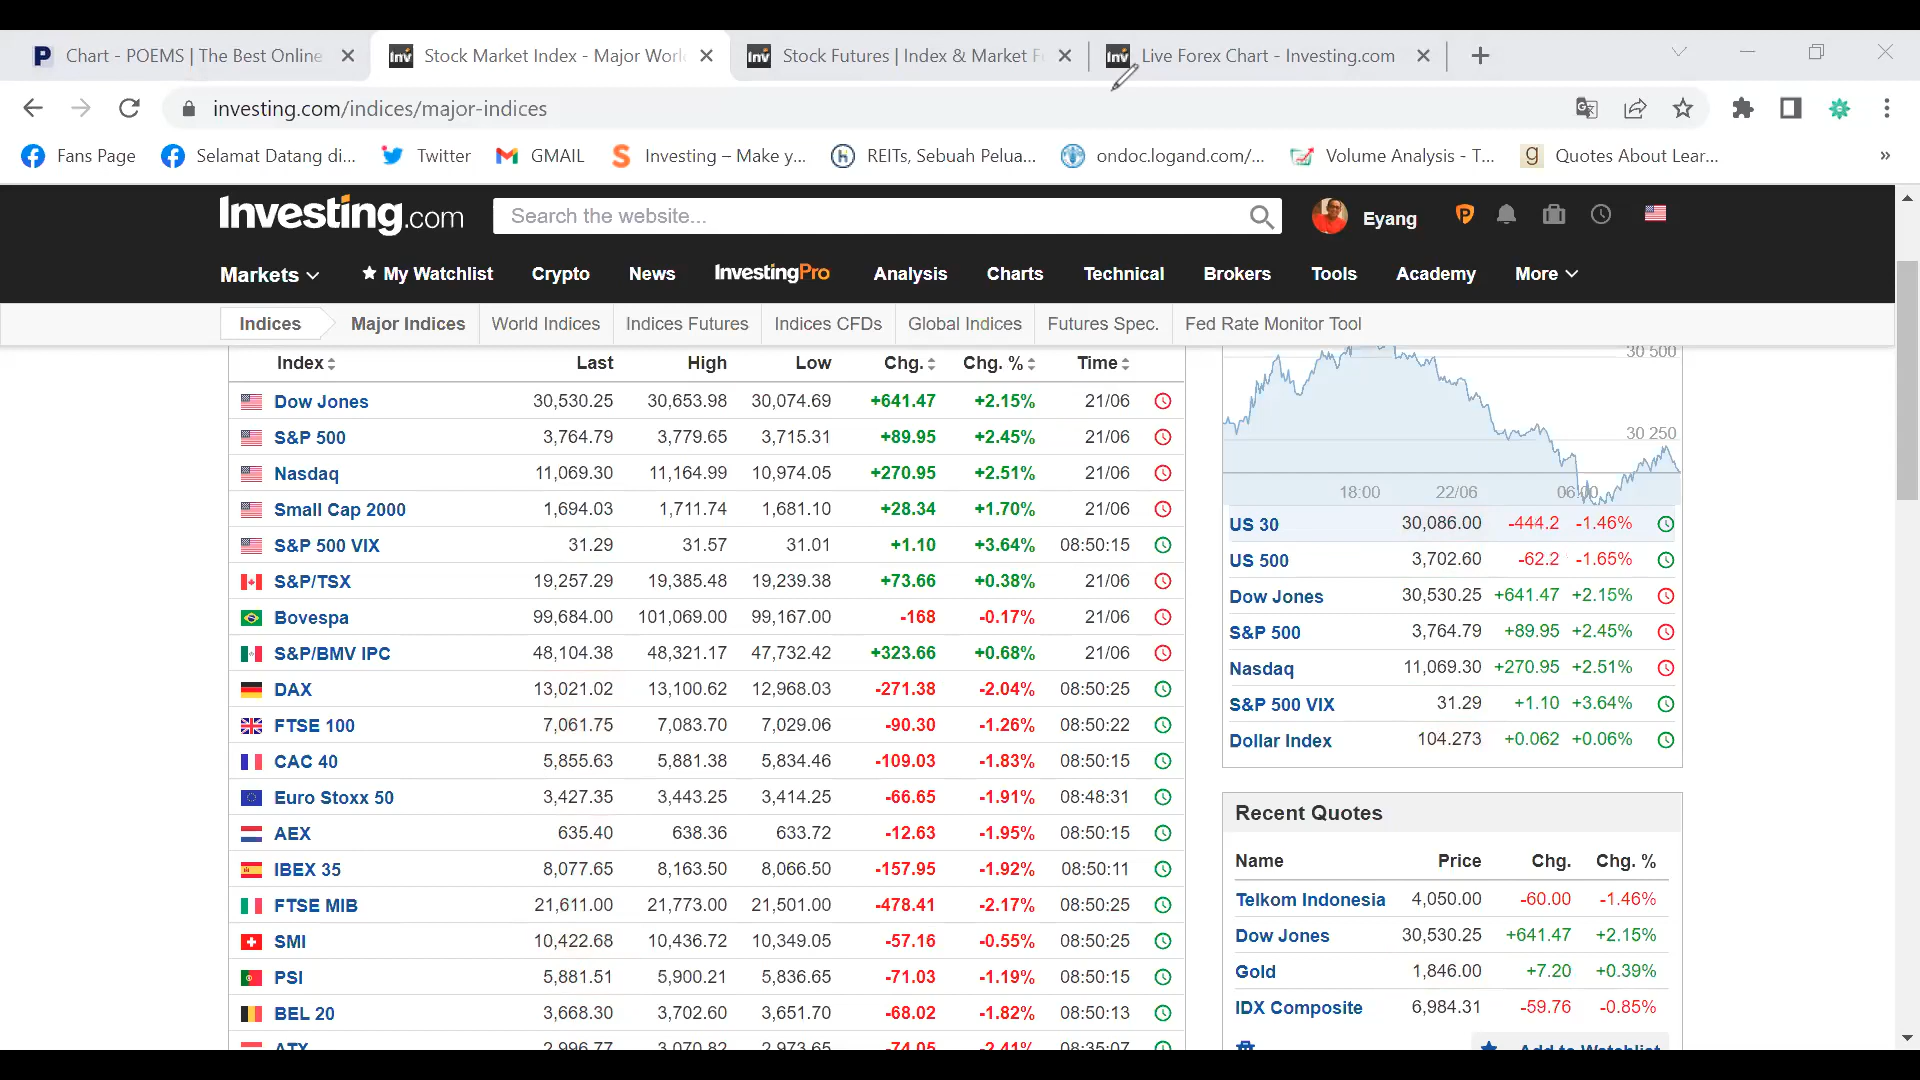 Chart - POEMS | The Best Online
Stock Market Index - Major Worl
Stock Futures | Index & Market F
Live Forex Chart - Investing.com
investing.com/indices/major-indices
Fans Page
Selamat Datang di...
Twitter
GMAIL
Investing – Make y...
REITs, Sebuah Pelua...
ondoc.logand.com/...
Volume Analysis - T...
Quotes About Lear...
Investing.com
Search the website...
Eyang
Markets
My Watchlist
Crypto
News
InvestingPro
Analysis
Charts
Technical
Brokers
Tools
Academy
More
Indices
Major Indices
World Indices
Indices Futures
Indices CFDs
Global Indices
Futures Spec.
Fed Rate Monitor Tool
Index Last High Low Chg. Chg. % Time
Dow Jones 30,530.25 30,653.98 30,074.69 +641.47 +2.15% 21/06
S&P 500 3,764.79 3,779.65 3,715.31 +89.95 +2.45% 21/06
Nasdaq 11,069.30 11,164.99 10,974.05 +270.95 +2.51% 21/06
Small Cap 2000 1,694.03 1,711.74 1,681.10 +28.34 +1.70% 21/06
S&P 500 VIX 31.29 31.57 31.01 +1.10 +3.64% 08:50:15
S&P/TSX 19,257.29 19,385.48 19,239.38 +73.66 +0.38% 21/06
Bovespa 99,684.00 101,069.00 99,167.00 -168 -0.17% 21/06
S&P/BMV IPC 48,104.38 48,321.17 47,732.42 +323.66 +0.68% 21/06
DAX 13,021.02 13,100.62 12,968.03 -271.38 -2.04% 08:50:25
FTSE 100 7,061.75 7,083.70 7,029.06 -90.30 -1.26% 08:50:22
CAC 40 5,855.63 5,881.38 5,834.46 -109.03 -1.83% 08:50:15
Euro Stoxx 50 3,427.35 3,443.25 3,414.25 -66.65 -1.91% 08:48:31
AEX 635.40 638.36 633.72 -12.63 -1.95% 08:50:15
IBEX 35 8,077.65 8,163.50 8,066.50 -157.95 -1.92% 08:50:11
FTSE MIB 21,611.00 21,773.00 21,501.00 -478.41 -2.17% 08:50:25
SMI 10,422.68 10,436.72 10,349.05 -57.16 -0.55% 08:50:25
PSI 5,881.51 5,900.21 5,836.65 -71.03 -1.19% 08:50:15
BEL 20 3,668.30 3,702.60 3,651.70 -68.02 -1.82% 08:50:13
ATX 2,996.77 3,070.82 2,973.65 -74.05 -2.41% 08:35:07
30 500
30 250
18:00 22/06 06:00
US 30 30,086.00 -444.2 -1.46%
US 500 3,702.60 -62.2 -1.65%
Dow Jones 30,530.25 +641.47 +2.15%
S&P 500 3,764.79 +89.95 +2.45%
Nasdaq 11,069.30 +270.95 +2.51%
S&P 500 VIX 31.29 +1.10 +3.64%
Dollar Index 104.273 +0.062 +0.06%
Recent Quotes
Name Price Chg. Chg. %
Telkom Indonesia 4,050.00 -60.00 -1.46%
Dow Jones 30,530.25 +641.47 +2.15%
Gold 1,846.00 +7.20 +0.39%
IDX Composite 6,984.31 -59.76 -0.85%
Add to Watchlist